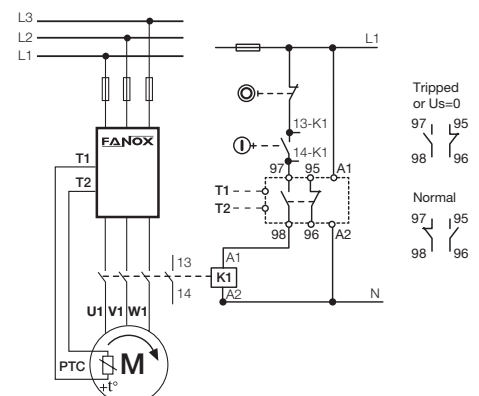 L3
L2
L1
L1
FANOX
T1
T2
13-K1
14-K1
97 95 A1
T1
T2
98 96 A2
A1
K1
A2
N
13
14
U1 V1 W1
PTC
M
+t°
Tripped
or Us=0
97 95
98 96
Normal
97 95
98 96